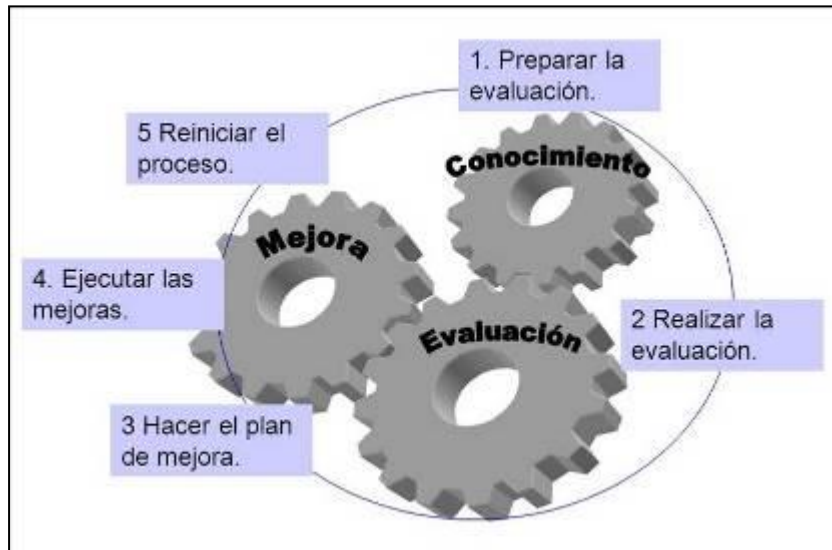 1. Preparar la
evaluación.
Conocimiento
2 Realizar la
evaluación.
Evaluación
3 Hacer el plan
de mejora.
4. Ejecutar las
mejoras.
Mejora
5 Reiniciar el
proceso.